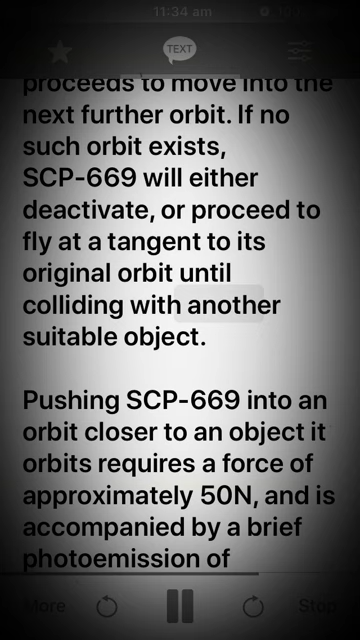 11:34 am
TEXT
proceeds to move into the
next further orbit. If no
such orbit exists,
SCP-669 will either
deactivate, or proceed to
fly at a tangent to its
original orbit until
colliding with another
suitable object.
Pushing SCP-669 into an
orbit closer to an object it
orbits requires a force of
approximately 50N, and is
accompanied by a brief
photoemission of
More
Stop